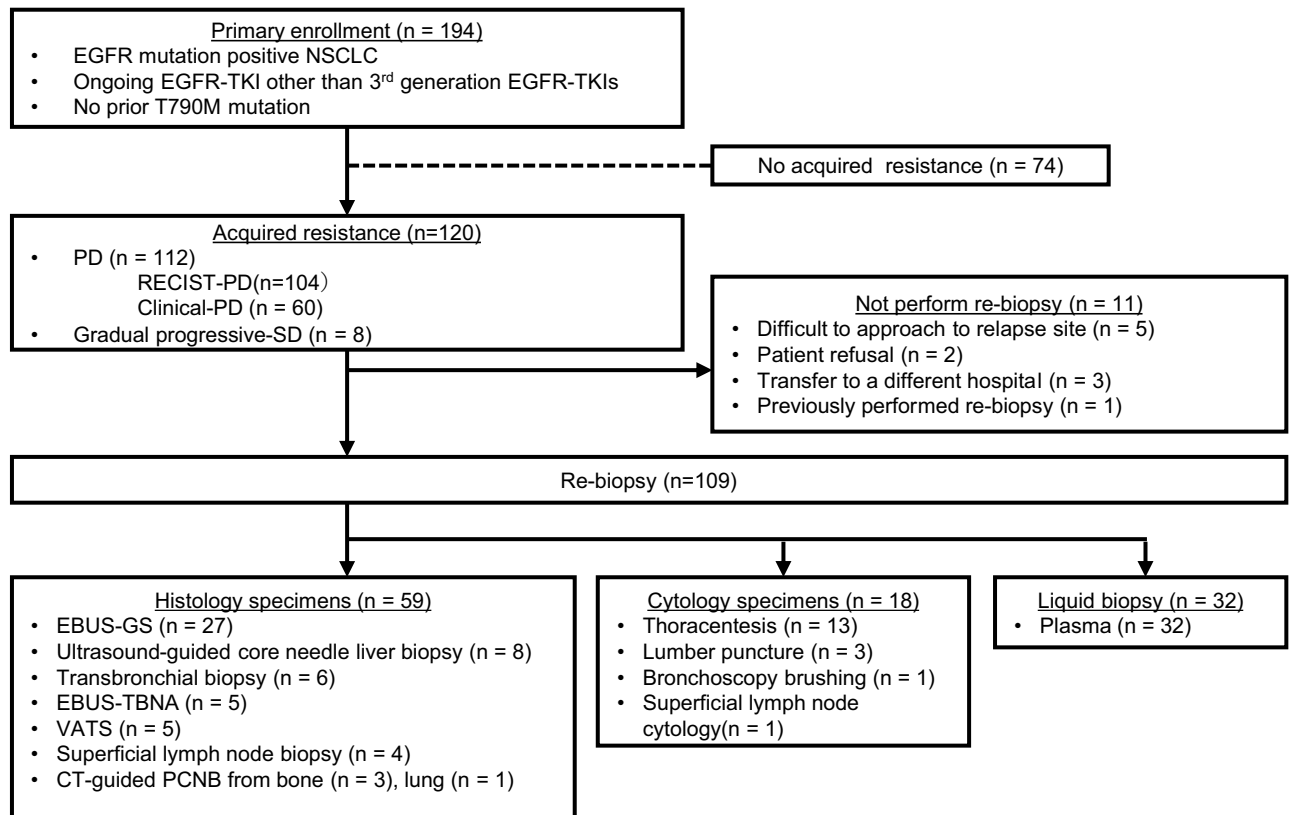 Primary enrollment (n = 194)
• EGFR mutation positive NSCLC
• Ongoing EGFR-TKI other than 3rd generation EGFR-TKIs
• No prior T790M mutation
No acquired  resistance (n = 74)
Acquired resistance (n=120)
• PD (n = 112)
RECIST-PD(n=104）
Clinical-PD (n = 60)
• Gradual progressive-SD (n = 8)
Not perform re-biopsy (n = 11)
• Difficult to approach to relapse site (n = 5)
• Patient refusal (n = 2)
• Transfer to a different hospital (n = 3)
• Previously performed re-biopsy (n = 1)
Re-biopsy (n=109)
Histology specimens (n = 59)
• EBUS-GS (n = 27)
• Ultrasound-guided core needle liver biopsy (n = 8)
• Transbronchial biopsy (n = 6)
• EBUS-TBNA (n = 5)
• VATS (n = 5)
• Superficial lymph node biopsy (n = 4)
• CT-guided PCNB from bone (n = 3), lung (n = 1)
Cytology specimens (n = 18)
• Thoracentesis (n = 13)
• Lumber puncture (n = 3)
• Bronchoscopy brushing (n = 1)
• Superficial lymph node
cytology(n = 1)
Liquid biopsy (n = 32)
• Plasma (n = 32)